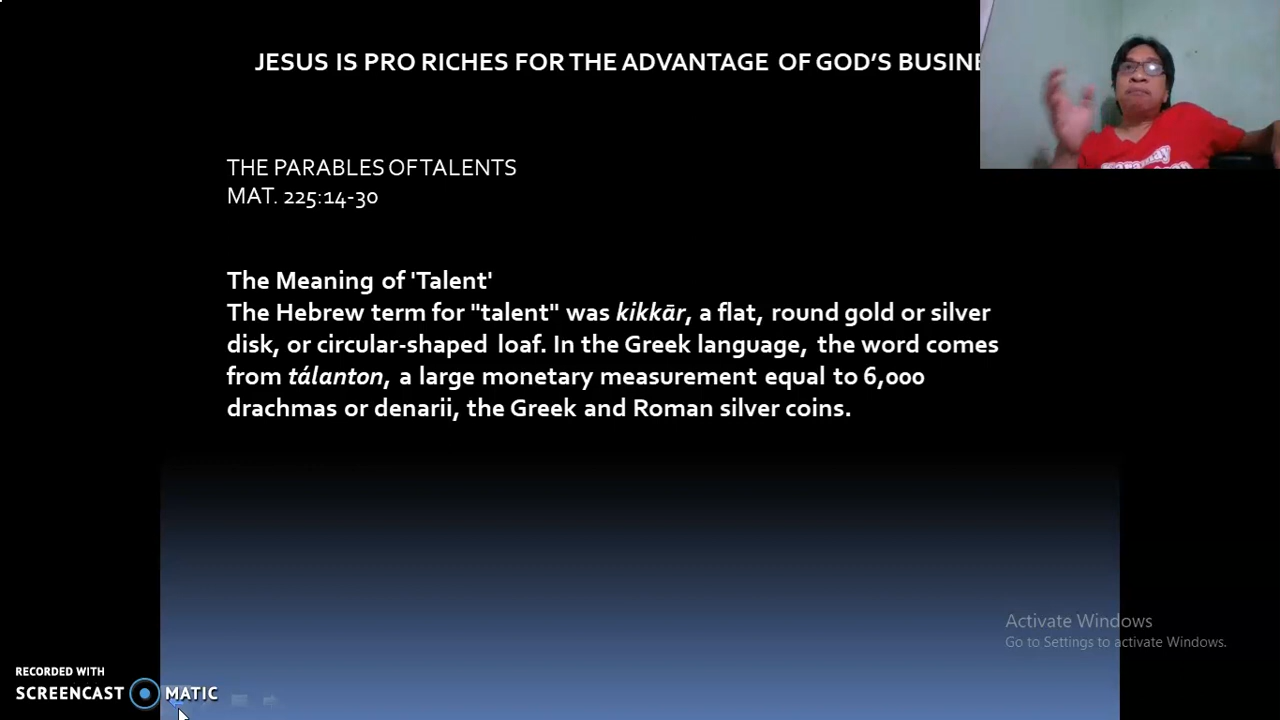 JESUS IS PRO RICHES FOR THE ADVANTAGE OF GOD'S
THE PARABLES OF TALENTS
MAT. 225:14-30
The Meaning of 'Talent'
The Hebrew term for "talent" was kikkār, a flat, round gold or silver
disk, or circular-shaped loaf. In the Greek language, the word comes
from tálanton, a large monetary measurement equal to 6,000
drachmas or denarii, the Greek and Roman silver coins.
Activate Windows
Go to Settings to activate Windows.
RECORDED WITH
SCREENCAST MATIC